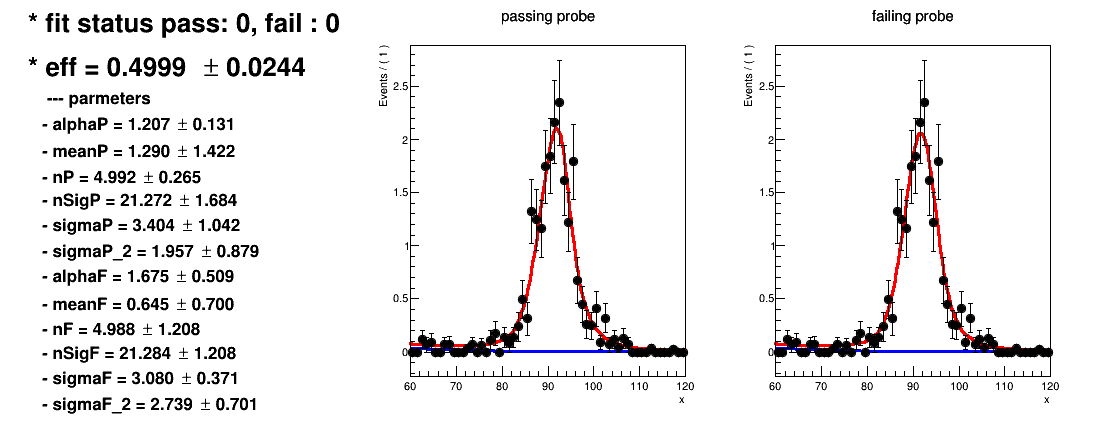 * fit status pass: 0, fail : 0
* eff = 0.4999 ± 0.0244
--- parmeters
- alphaP = 1.207 ± 0.131
- meanP = 1.290 ± 1.422
- nP = 4.992 ± 0.265
- nSigP = 21.272 ± 1.684
- sigmaP = 3.404 ± 1.042
- sigmaP_2 = 1.957 ± 0.879
- alphaF = 1.675 ± 0.509
- meanF = 0.645 ± 0.700
- nF = 4.988 ± 1.208
- nSigF = 21.284 ± 1.208
- sigmaF = 3.080 ± 0.371
- sigmaF_2 = 2.739 ± 0.701
passing probe
Events / ( 1 )
2.5
2
1.5
1
0.5
0
60 70 80 90 100 110 120
x
failing probe
Events / ( 1 )
2.5
2
1.5
1
0.5
0
60 70 80 90 100 110 120
x